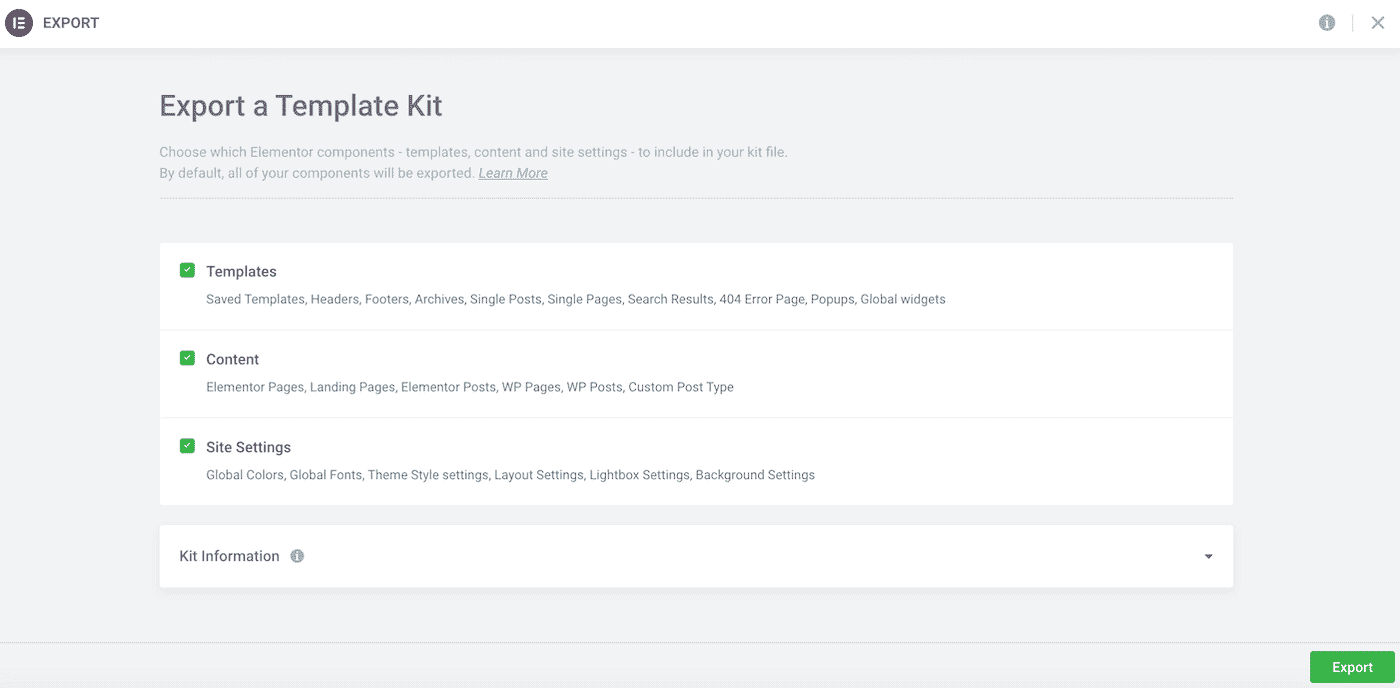 EXPORT
Export a Template Kit
Choose which Elementor components - templates, content and site settings - to include in your kit file.
By default, all of your components will be exported. Learn More
Templates
Saved Templates, Headers, Footers, Archives, Single Posts, Single Pages, Search Results, 404 Error Page, Popups, Global widgets
Content
Elementor Pages, Landing Pages, Elementor Posts, WP Pages, WP Posts, Custom Post Type
Site Settings
Global Colors, Global Fonts, Theme Style settings, Layout Settings, Lightbox Settings, Background Settings
Kit Information
Export